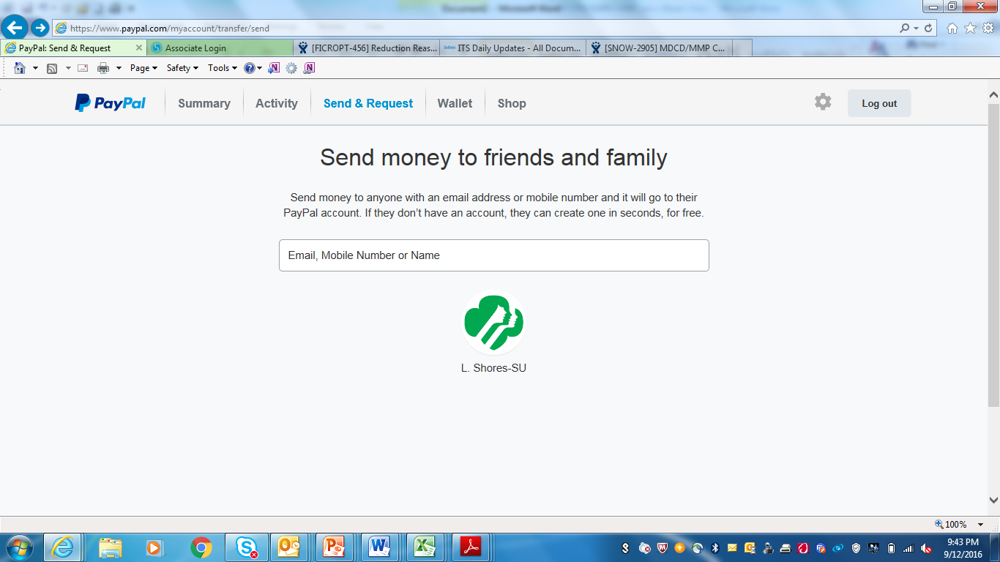 Document1 - Microsoft Word
https://www.paypal.com/myaccount/transfer/send
PayPal: Send & Request
Associate Login
[FICROPT-456] Reduction Reas...
ITS Daily Updates - All Docum...
[SNOW-2905] MDCD/MMP C...
Page
Safety
Tools
PayPal
Summary
Activity
Send & Request
Wallet
Shop
Log out
Send money to friends and family
Send money to anyone with an email address or mobile number and it will go to their
PayPal account. If they don’t have an account, they can create one in seconds, for free.
Email, Mobile Number or Name
L. Shores-SU
100%
9:43 PM
9/12/2016